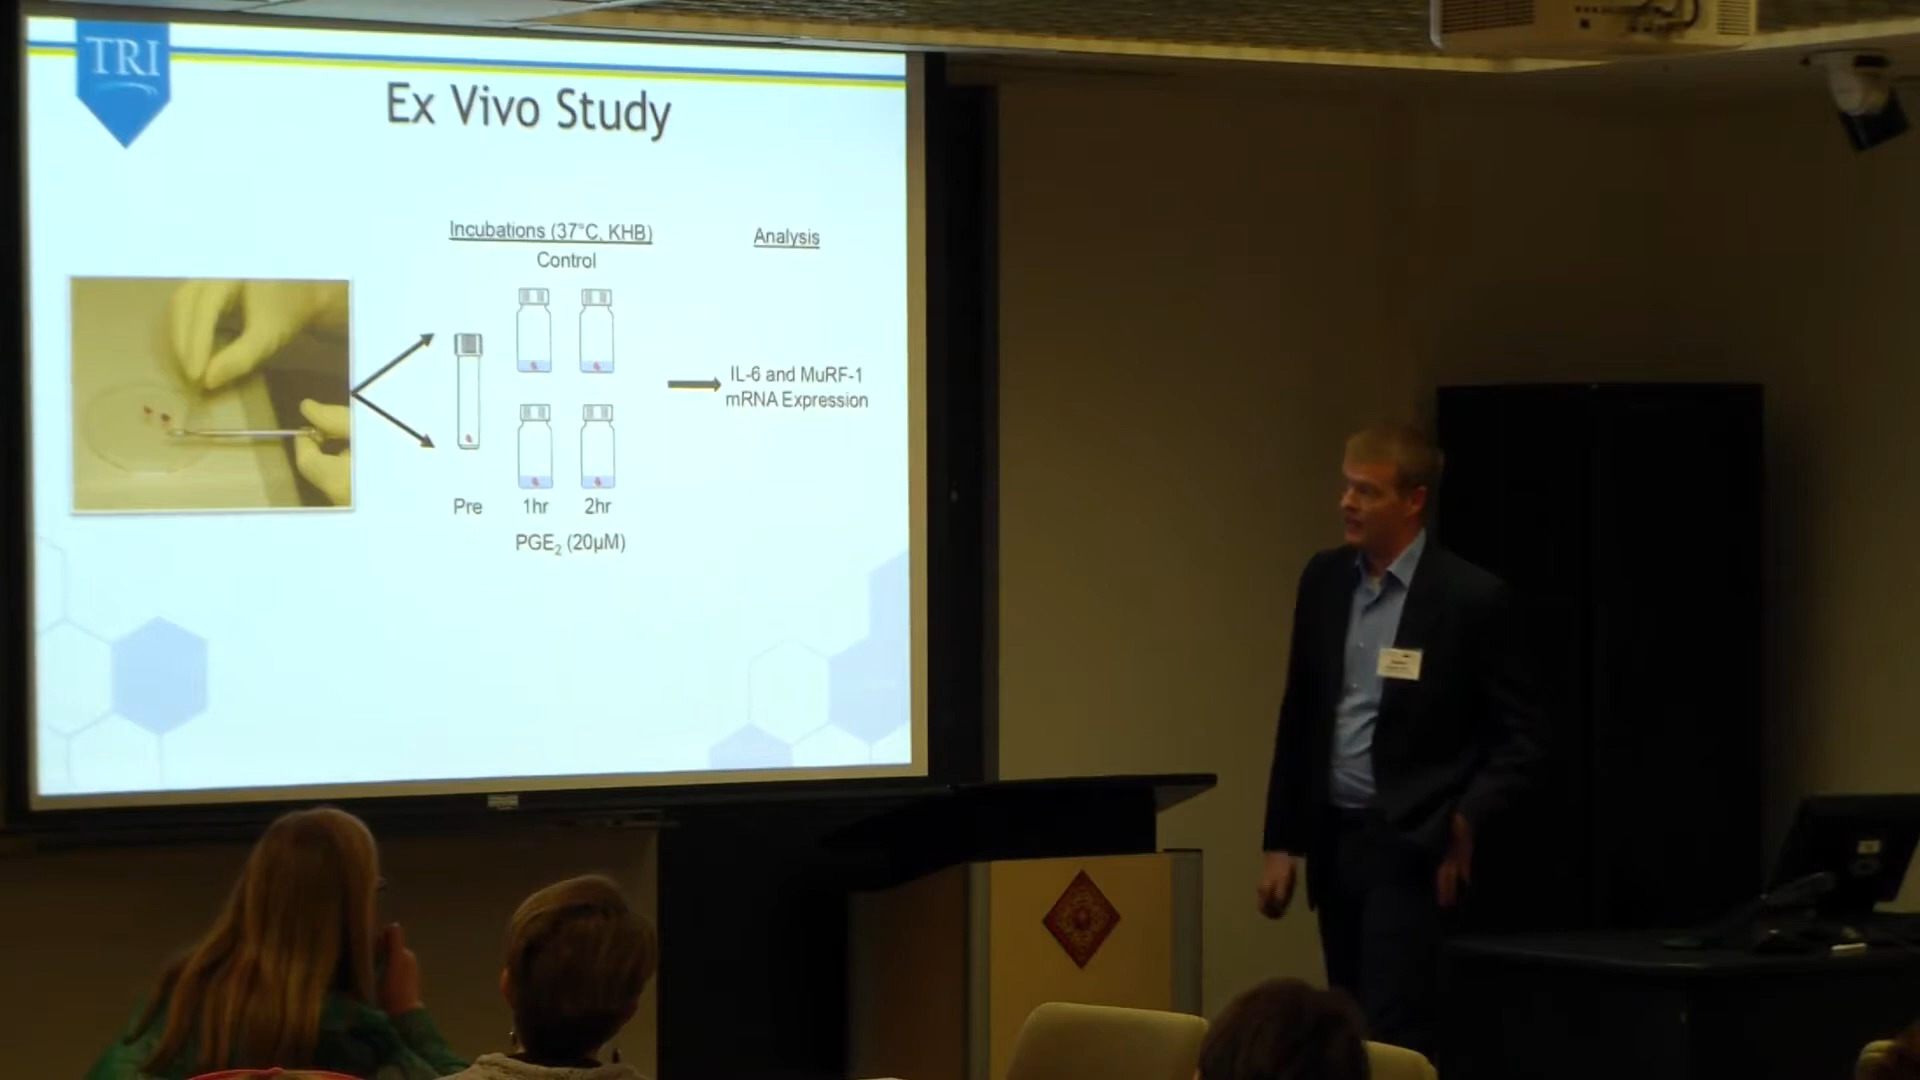 TRI
Ex Vivo Study
Incubations (37°C, KHB)
Control
Analysis
IL-6 and MuRF-1
mRNA Expression
Pre
1hr
2hr
PGE₂ (20µM)